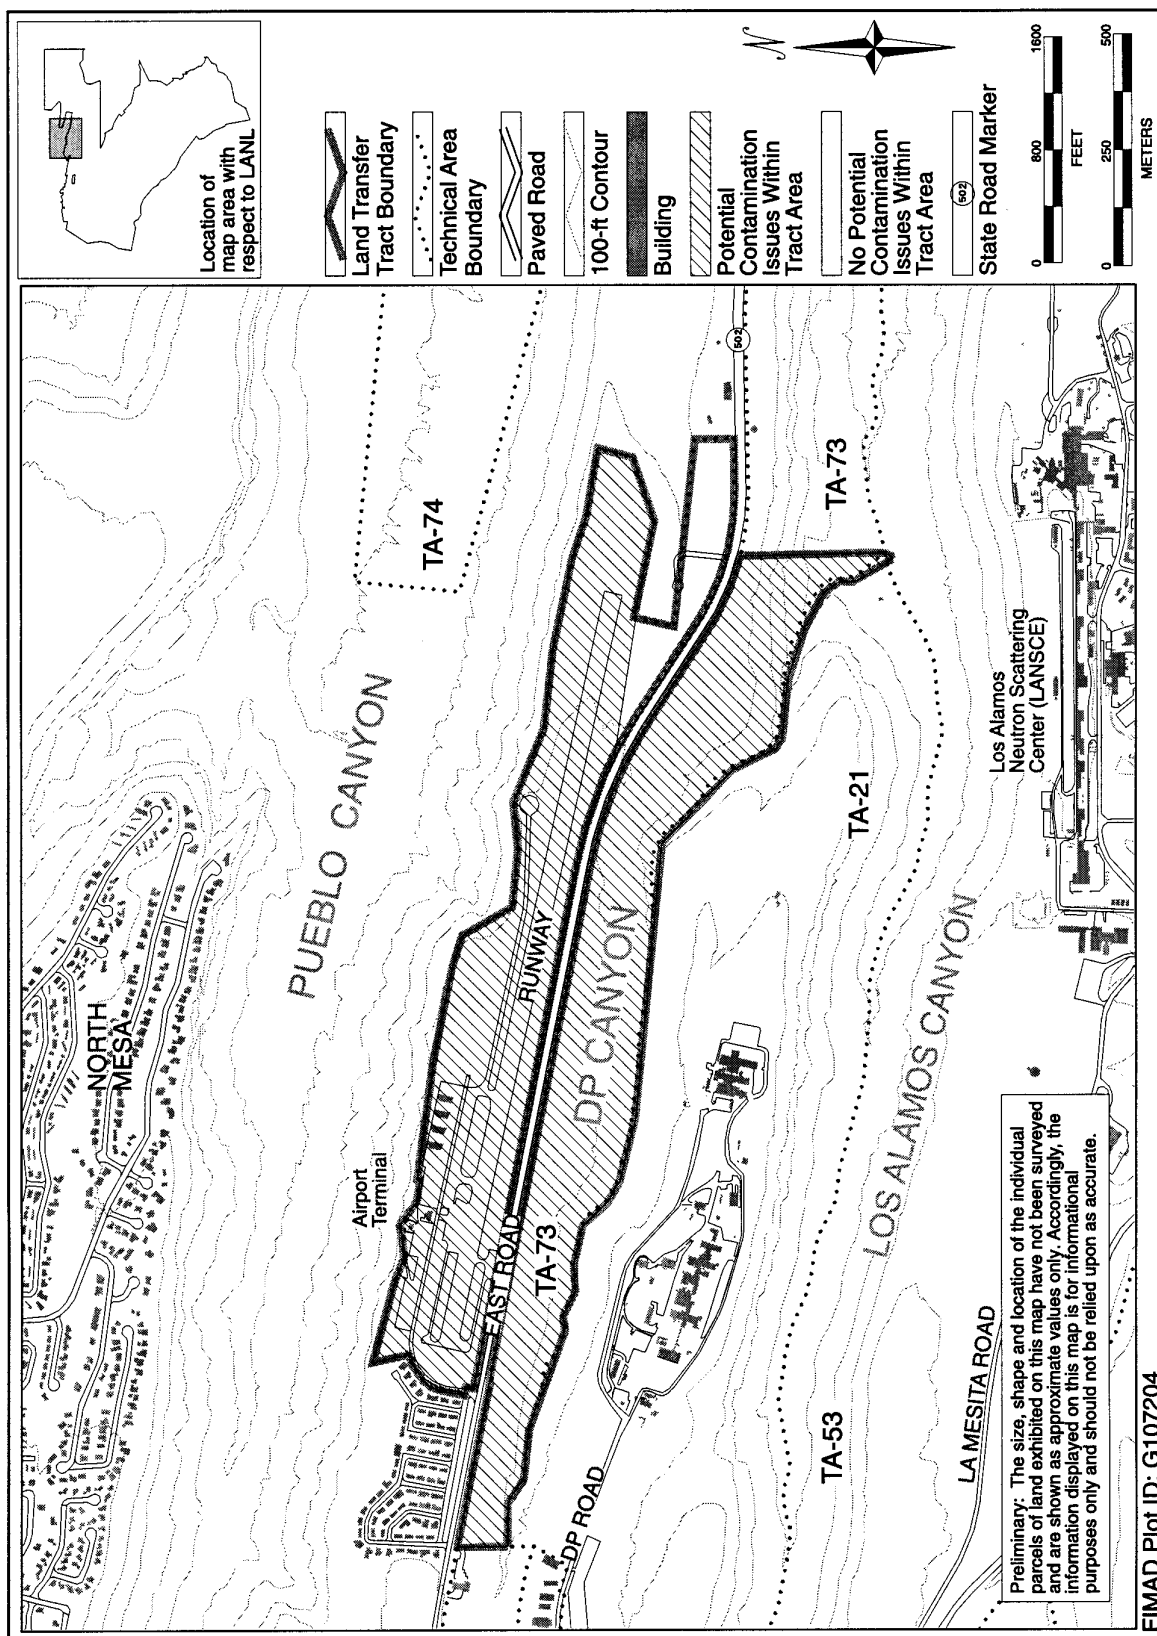 NORTH
MESA
PUEBLO CANYON
TA-74
Airport
Terminal
RUNWAY
EAST ROAD
TA-73
DP CANYON
502
TA-73
DP ROAD
TA-21
TA-53
LOS ALAMOS CANYON
LA MESITA ROAD
Los Alamos
Neutron Scattering
Center (LANSCE)
Preliminary: The size, shape and location of the individual
parcels of land exhibited on this map have not been surveyed
and are shown as approximate values only. Accordingly, the
information displayed on this map is for informational
purposes only and should not be relied upon as accurate.
FIMAD Plot ID: G107204
Location of
map area with
respect to LANL
Land Transfer
Tract Boundary
Technical Area
Boundary
Paved Road
100-ft Contour
Building
Potential
Contamination
Issues Within
Tract Area
No Potential
Contamination
Issues Within
Tract Area
502
State Road Marker
N
0 800 1600
FEET
0 250 500
METERS